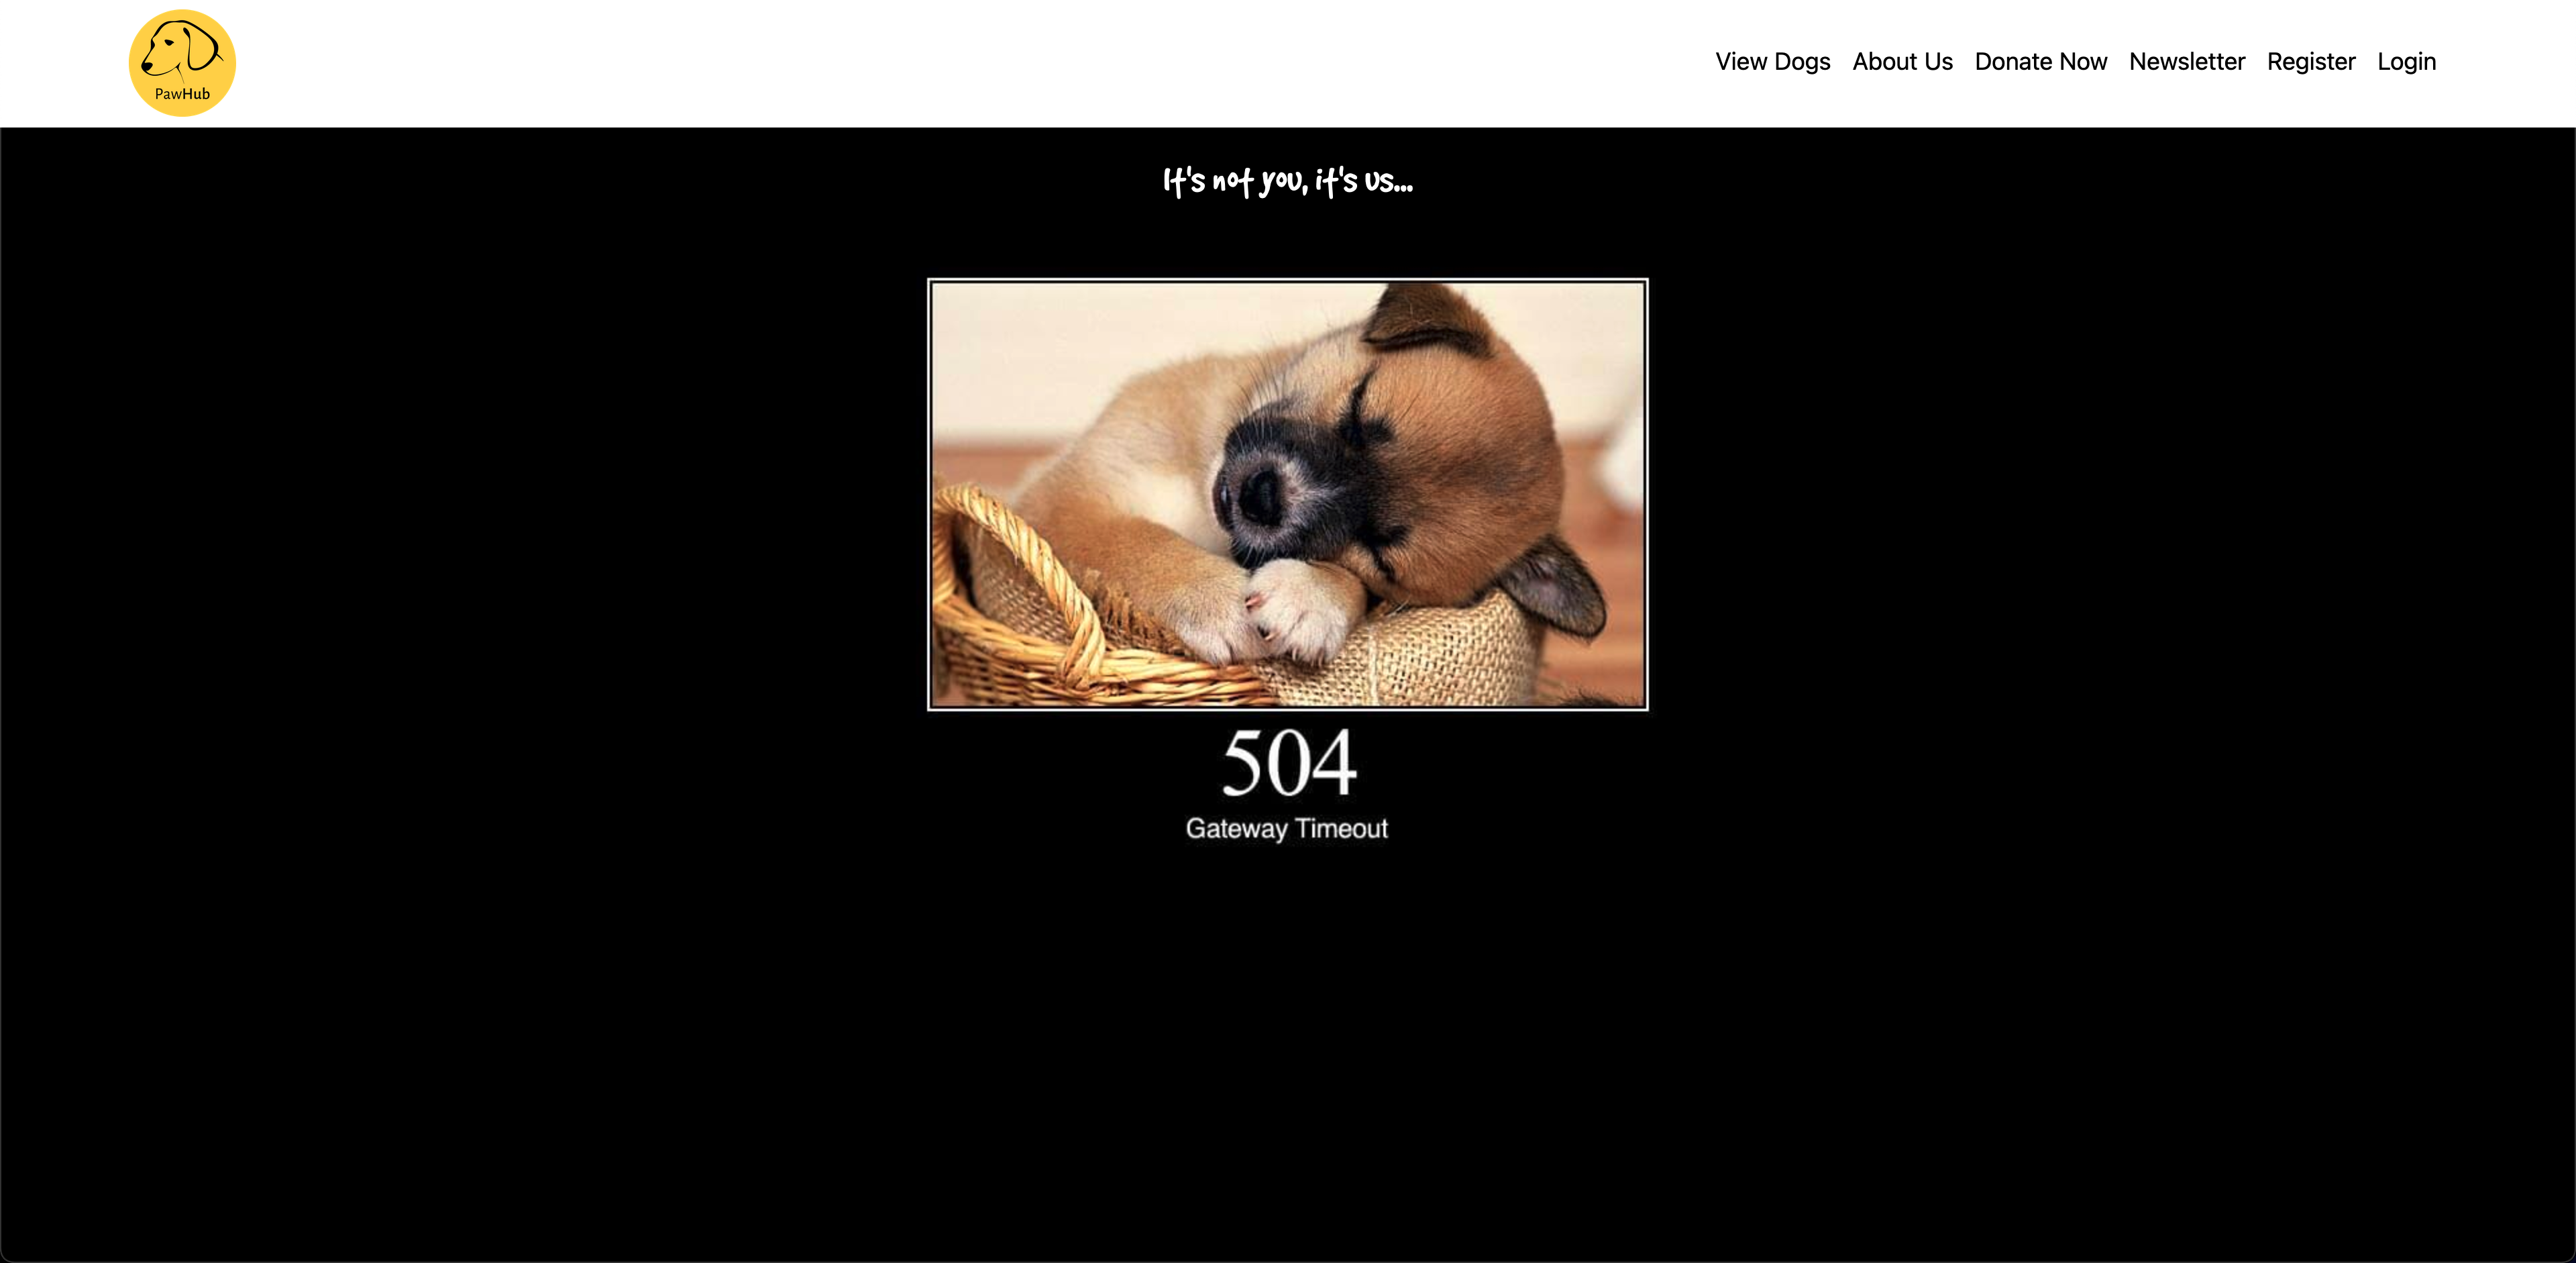 PawHub
View Dogs About Us Donate Now Newsletter Register Login
It's not you, it's us...
504
Gateway Timeout